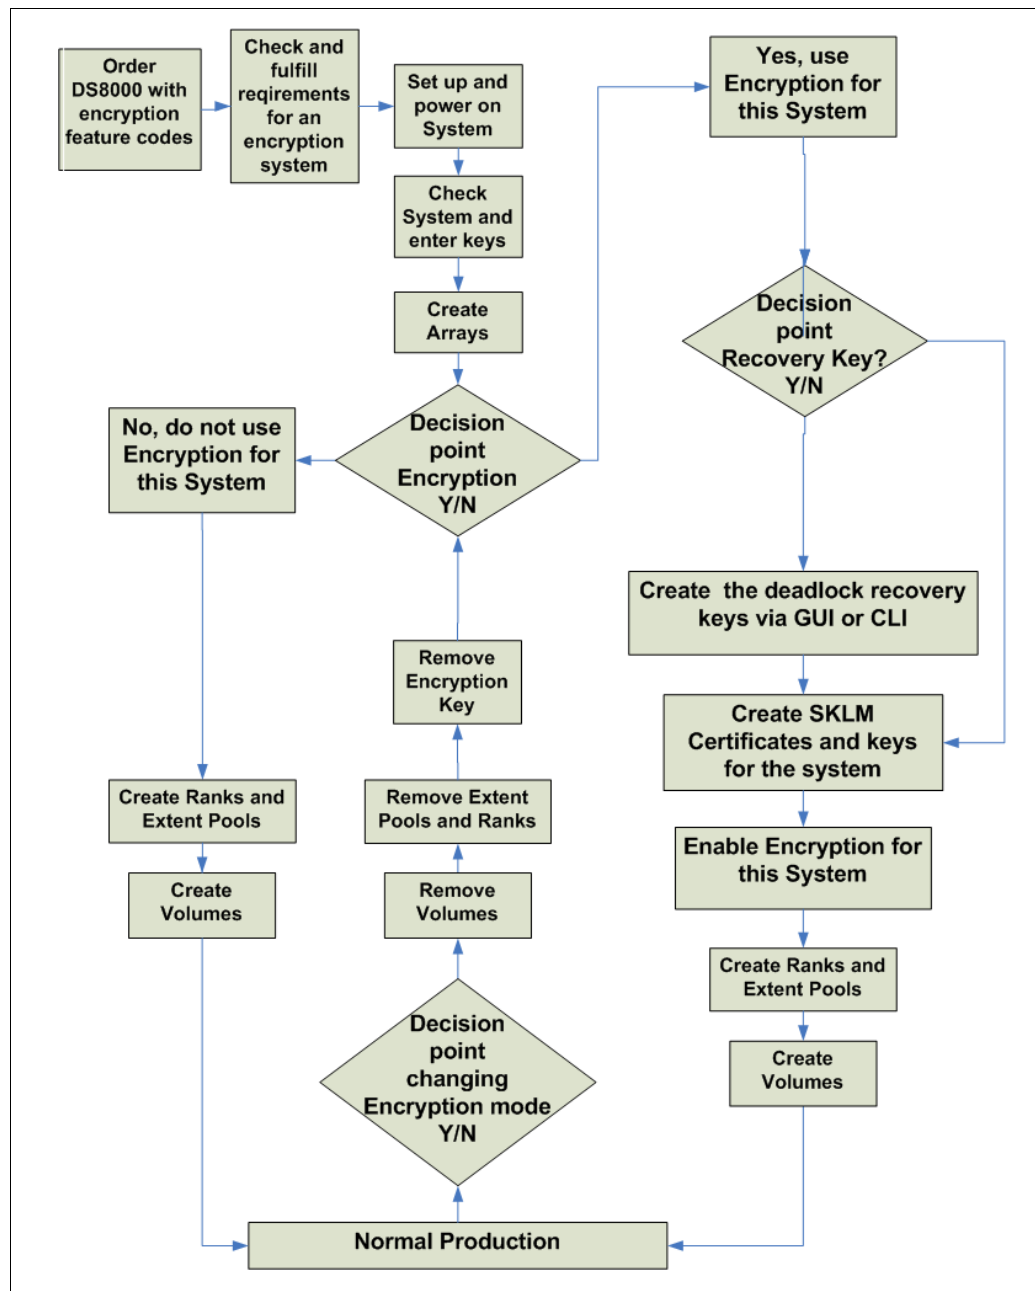 Order
DS8000 with
encryption
feature codes
Check and
fulfill
reqirements
for an
encryption
system
Set up and
power on
System
Check
System and
enter keys
Create
Arrays
Decision
point
Encryption
Y/N
Yes, use
Encryption for
this System
Decision
point
Recovery Key?
Y/N
No, do not use
Encryption for
this System
Create the deadlock recovery
keys via GUI or CLI
Remove
Encryption
Key
Create SKLM
Certificates and keys
for the system
Create Ranks and
Extent Pools
Remove Extent
Pools and Ranks
Enable Encryption for
this System
Create
Volumes
Remove
Volumes
Create Ranks and
Extent Pools
Decision
point
changing
Encryption mode
Y/N
Create
Volumes
Normal Production